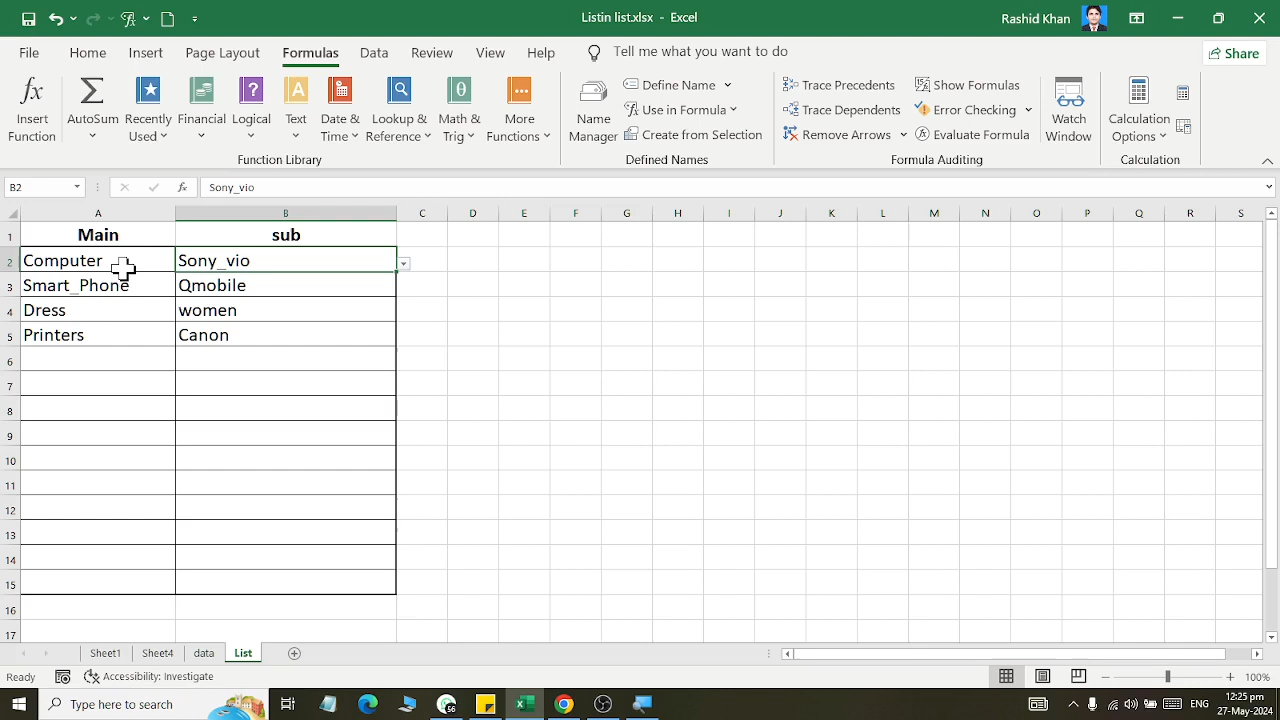 Listin list.xlsx - Excel
Rashid Khan
File Home Insert Page Layout Formulas Data Review View Help Tell me what you want to do Share
Insert Function
AutoSum
Recently Used
Financial
Logical
Text
Date & Time
Lookup & Reference
Math & Trig
More Functions
Function Library
Name Manager
Define Name
Use in Formula
Create from Selection
Defined Names
Trace Precedents
Trace Dependents
Remove Arrows
Show Formulas
Error Checking
Evaluate Formula
Formula Auditing
Watch Window
Calculation Options
Calculation
B2 fx Sony_vio
A B C D E F G H I J K L M N O P Q R S
1 Main sub
2 Computer Sony_vio
3 Smart_Phone Qmobile
4 Dress women
5 Printers Canon
6
7
8
9
10
11
12
13
14
15
16
17
Sheet1 Sheet4 data List
Ready Accessibility: Investigate 100%
Type here to search
ENG
12:25 pm
27-May-2024